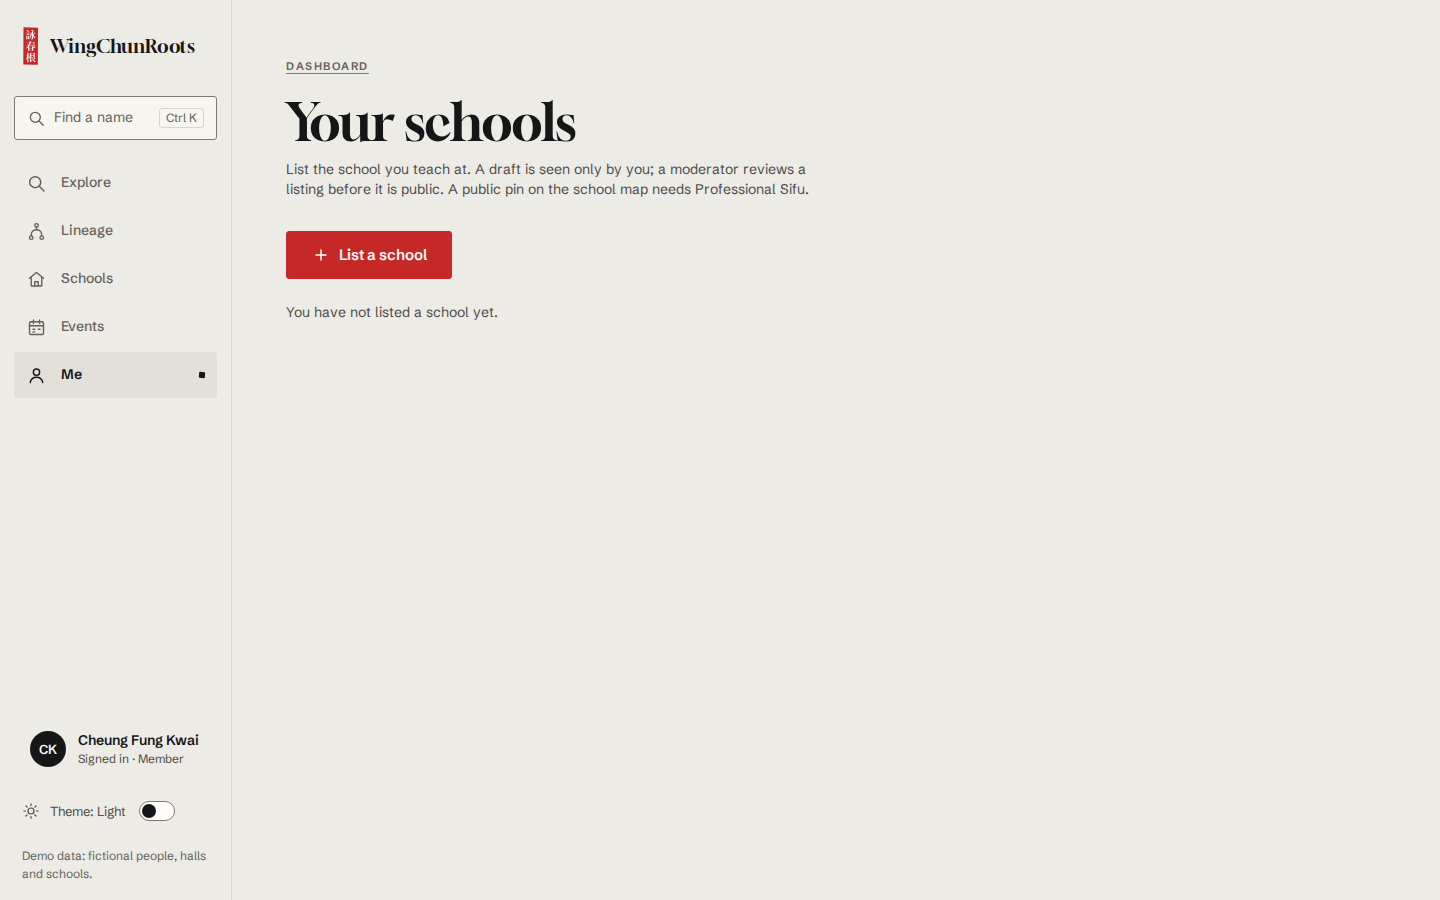 詠春根
WingChunRoots
Find a name
Ctrl K
Explore
Lineage
Schools
Events
Me
DASHBOARD
Your schools
List the school you teach at. A draft is seen only by you; a moderator reviews a
listing before it is public. A public pin on the school map needs Professional Sifu.
List a school
You have not listed a school yet.
CK
Cheung Fung Kwai
Signed in · Member
Theme: Light
Demo data: fictional people, halls
and schools.